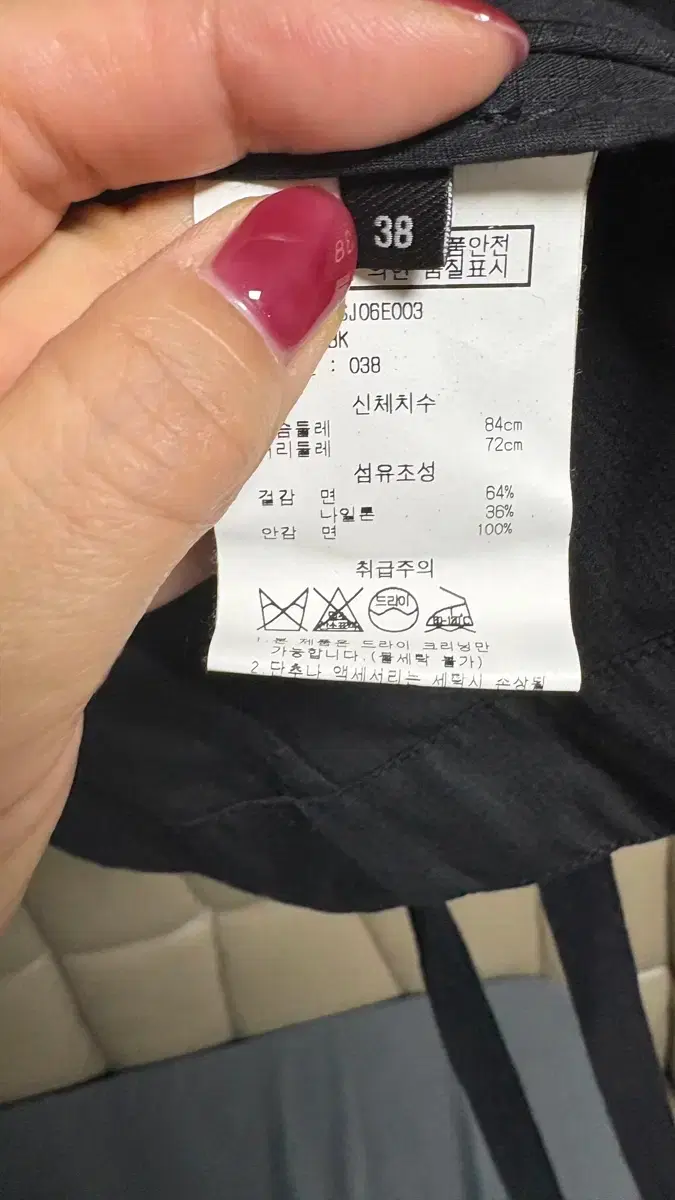 38
품안전
의한 품질표시
SJ06E003
BK
: 038
신체치수
슴둘레 84cm
리둘레 72cm
섬유조성
겉감 면 64%
나일론 36%
안감 면 100%
취급주의
드라이
1.본 제품은 드라이 크리닝만
가능합니다.(물세탁 불가)
2.단추나 액세서리는 세탁시 손상될